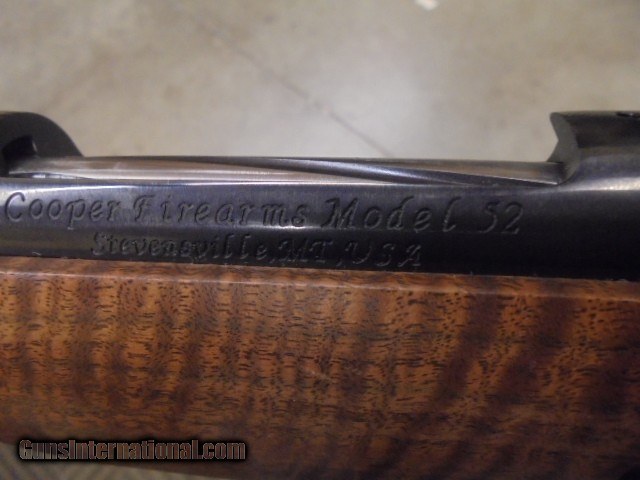 Cooper Firearms Model 52
Stevensville, MT, USA
GunsInternational.com